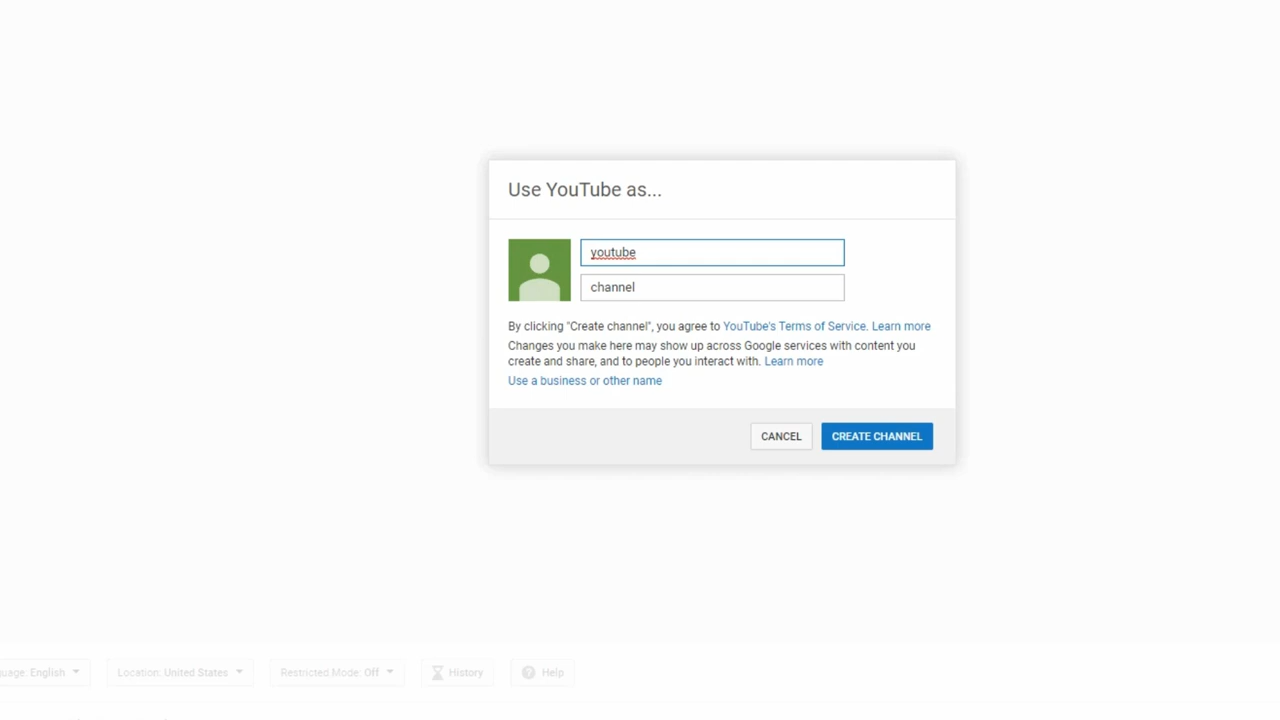 Use YouTube as...
youtube
channel
By clicking "Create channel", you agree to YouTube's Terms of Service. Learn more
Changes you make here may show up across Google services with content you
create and share, and to people you interact with. Learn more
Use a business or other name
CANCEL CREATE CHANNEL
uage: English Location: United States Restricted Mode: Off History Help